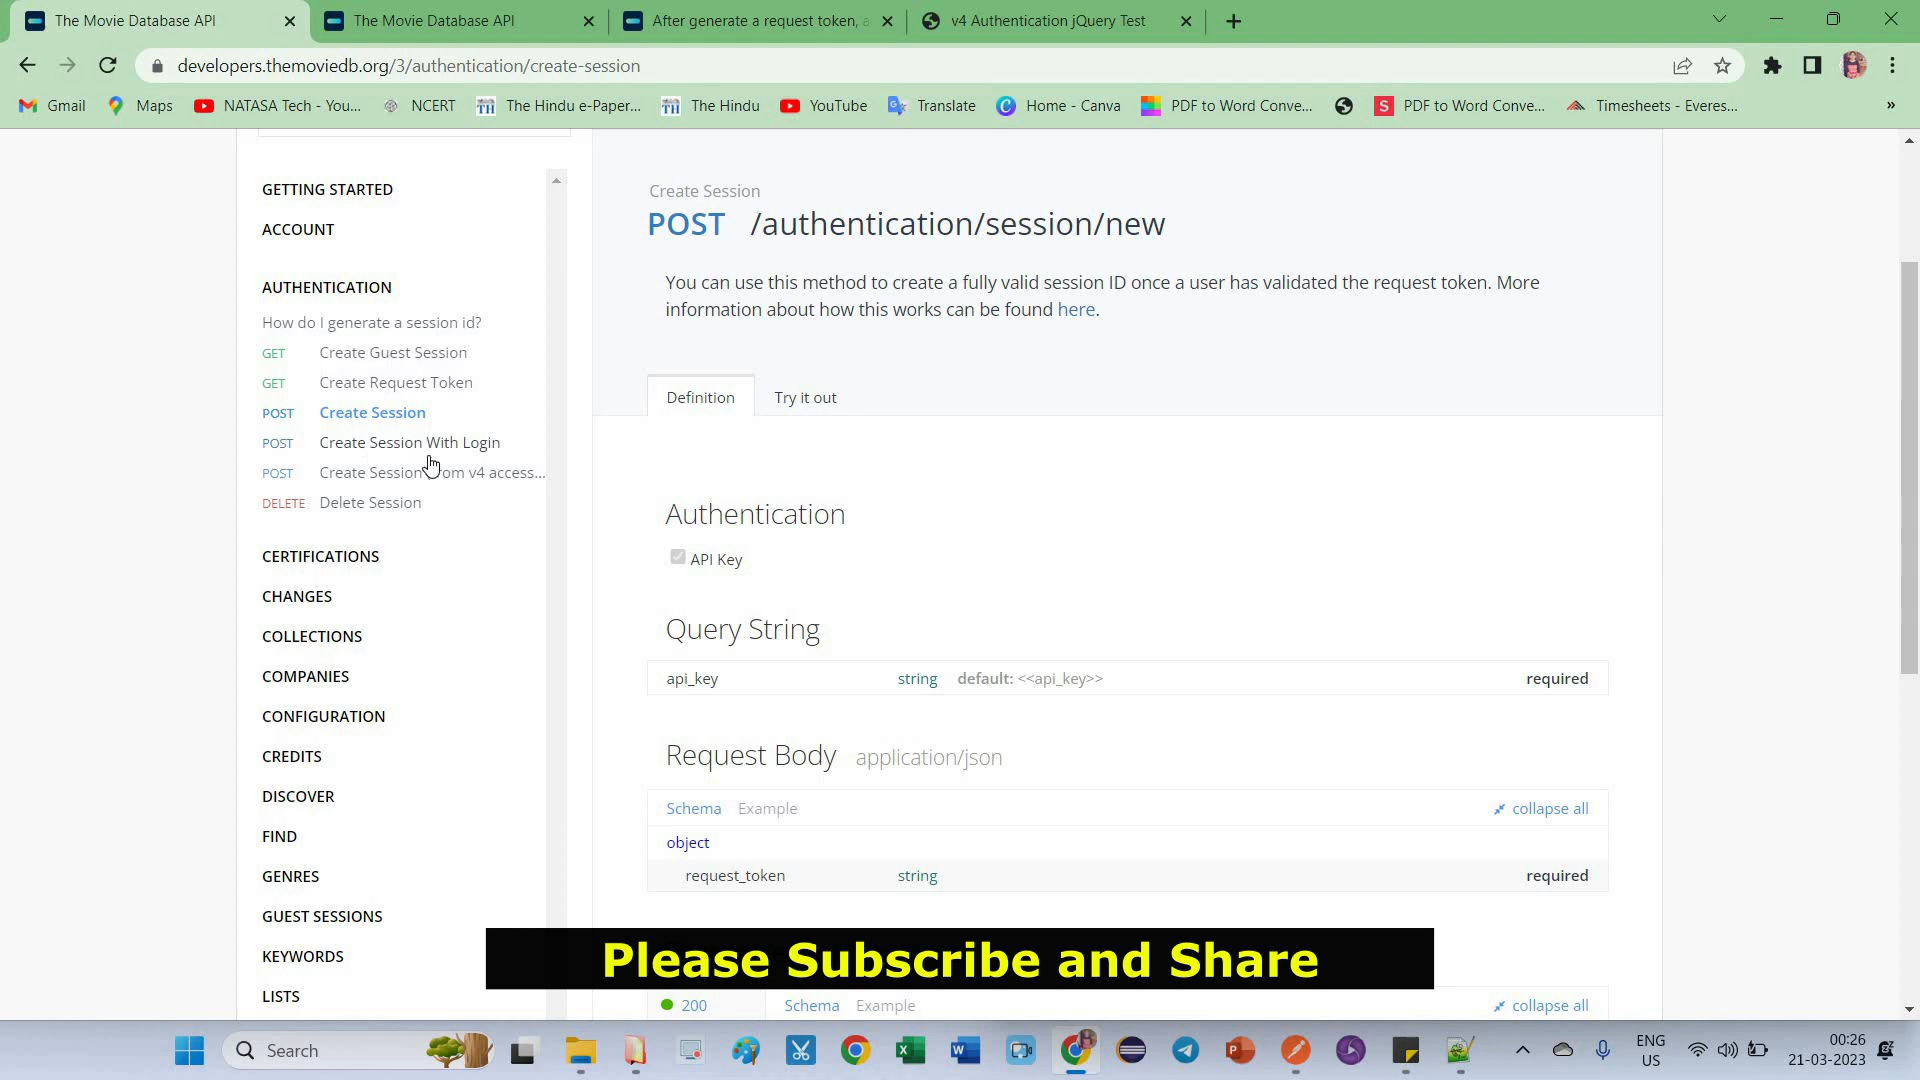 The Movie Database API
The Movie Database API
After generate a request token, a
v4 Authentication jQuery Test
developers.themoviedb.org/3/authentication/create-session
Gmail
Maps
NATASA Tech - You...
NCERT
The Hindu e-Paper...
The Hindu
YouTube
Translate
Home - Canva
PDF to Word Conve...
PDF to Word Conve...
Timesheets - Everes...
»
GETTING STARTED
ACCOUNT
AUTHENTICATION
How do I generate a session id?
GET Create Guest Session
GET Create Request Token
POST Create Session
POST Create Session With Login
POST Create Session from v4 access...
DELETE Delete Session
CERTIFICATIONS
CHANGES
COLLECTIONS
COMPANIES
CONFIGURATION
CREDITS
DISCOVER
FIND
GENRES
GUEST SESSIONS
KEYWORDS
LISTS
Create Session
POST /authentication/session/new
You can use this method to create a fully valid session ID once a user has validated the request token. More
information about how this works can be found here.
Definition Try it out
Authentication
API Key
Query String
api_key string default: <<api_key>> required
Request Body application/json
Schema Example collapse all
object
request_token string required
Please Subscribe and Share
200 Schema Example collapse all
Search
ENG
US
00:26
21-03-2023